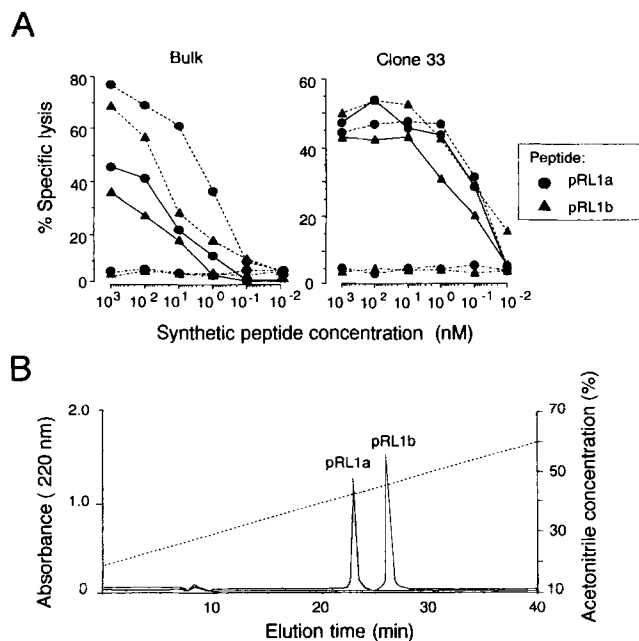 A
Bulk
Clone 33
% Specific lysis
80
60
40
20
0
10³ 10² 10¹ 10⁰ 10⁻¹ 10⁻²
60
40
20
0
10³ 10² 10¹ 10⁰ 10⁻¹ 10⁻²
Synthetic peptide concentration (nM)
Peptide:
pRL1a
pRL1b
B
Absorbance ( 220 nm)
2.0
1.0
0
pRL1a
pRL1b
70
50
30
10
Acetonitrile concentration (%)
10 20 30 40
Elution time (min)